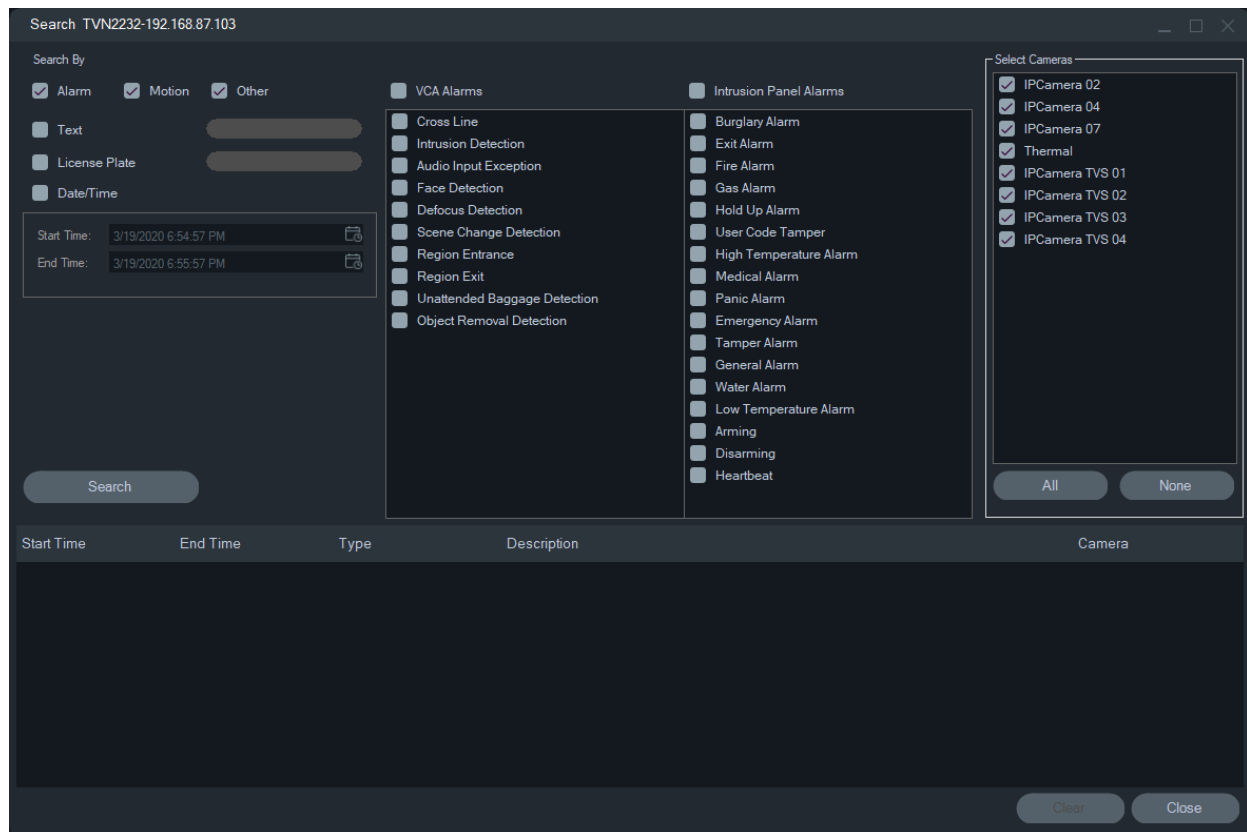 Search TVN2232-192.168.87.103
Search By
Alarm
Motion
Other
Text
License Plate
Date/Time
Start Time: 3/19/2020 6:54:57 PM
End Time: 3/19/2020 6:55:57 PM
Search
VCA Alarms
Cross Line
Intrusion Detection
Audio Input Exception
Face Detection
Defocus Detection
Scene Change Detection
Region Entrance
Region Exit
Unattended Baggage Detection
Object Removal Detection
Intrusion Panel Alarms
Burglary Alarm
Exit Alarm
Fire Alarm
Gas Alarm
Hold Up Alarm
User Code Tamper
High Temperature Alarm
Medical Alarm
Panic Alarm
Emergency Alarm
Tamper Alarm
General Alarm
Water Alarm
Low Temperature Alarm
Arming
Disarming
Heartbeat
Select Cameras
IPCamera 02
IPCamera 04
IPCamera 07
Thermal
IPCamera TVS 01
IPCamera TVS 02
IPCamera TVS 03
IPCamera TVS 04
All
None
Start Time
End Time
Type
Description
Camera
Clear
Close